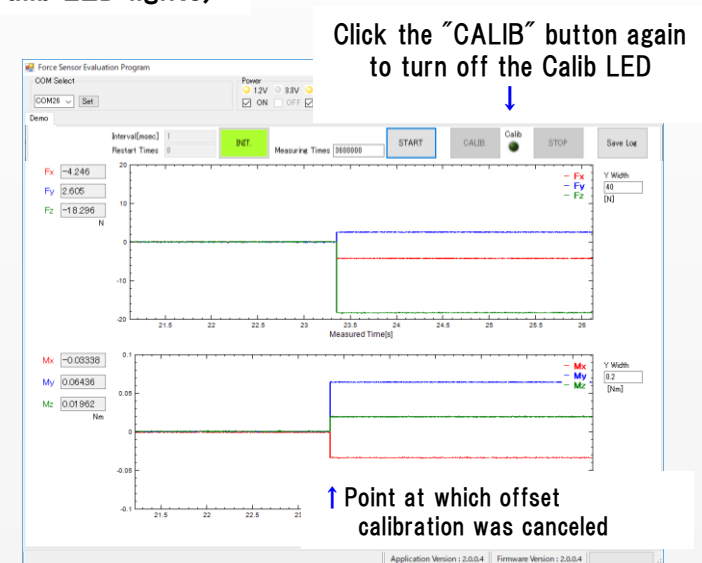 Click the "CALIB" button again
to turn off the Calib LED
↓
Force Sensor Evaluation Program
COM Select
Power
12V 3.3V
COM26 Set
ON OFF
Demo
Interval[msec] 1
Restart Times 0
INIT.
Measuring Times 3600000
START
CALIB.
Calib
STOP
Save Log
Fx -4.246
Fy 2.605
Fz -18.296
N
20
10
0
-10
-20
Fx
Fy
Fz
Y Width
40
[N]
21.5 22 22.5 23 23.5 24 24.5 25 25.5 26
Measured Time[s]
Mx -0.03338
My 0.06436
Mz 0.01962
Nm
0.1
0.05
0
-0.05
-0.1
Mx
My
Mz
Y Width
0.2
[Nm]
21.5 22 22.5
↑ Point at which offset
calibration was canceled
Application Version : 2.0.0.4 Firmware Version : 2.0.0.4